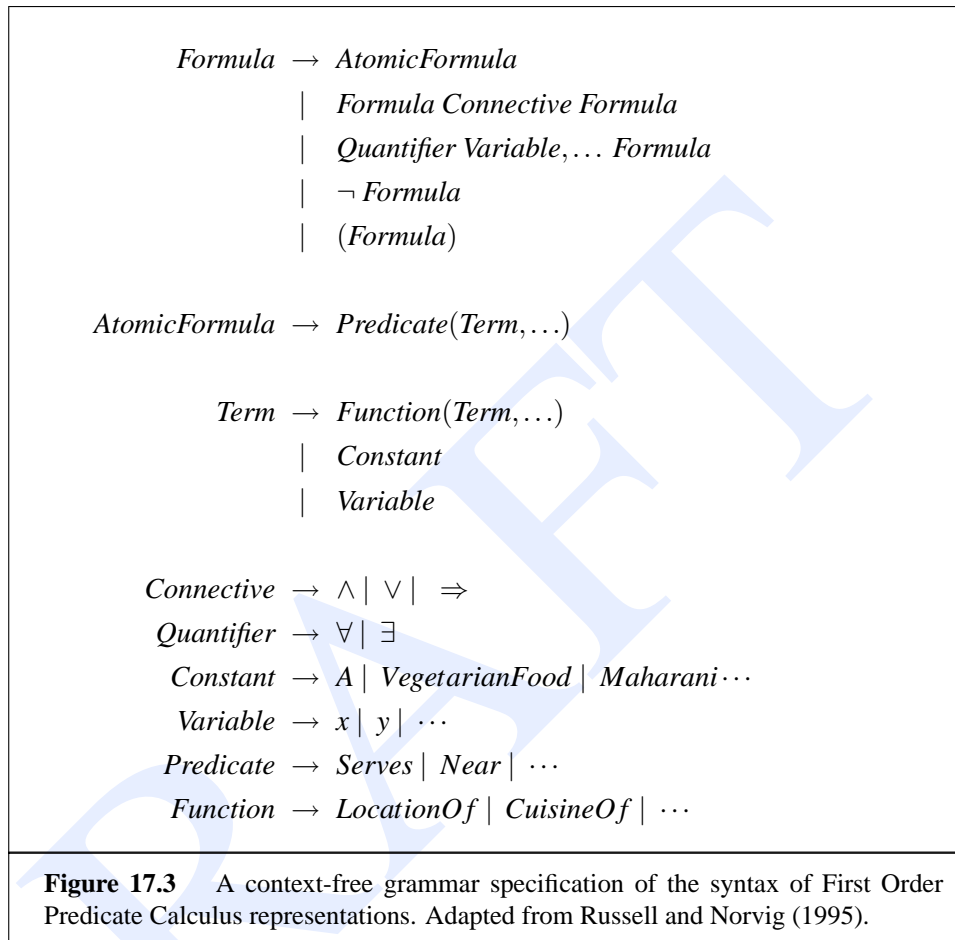 Formula → AtomicFormula
| Formula Connective Formula
| Quantifier Variable,... Formula
| ¬ Formula
| (Formula)
AtomicFormula → Predicate(Term,...)
Term → Function(Term,...)
| Constant
| Variable
Connective → ∧ | ∨ | ⇒
Quantifier → ∀ | ∃
Constant → A | VegetarianFood | Maharani···
Variable → x | y | ···
Predicate → Serves | Near | ···
Function → LocationOf | CuisineOf | ···
Figure 17.3 A context-free grammar specification of the syntax of First Order
Predicate Calculus representations. Adapted from Russell and Norvig (1995).
RAFT